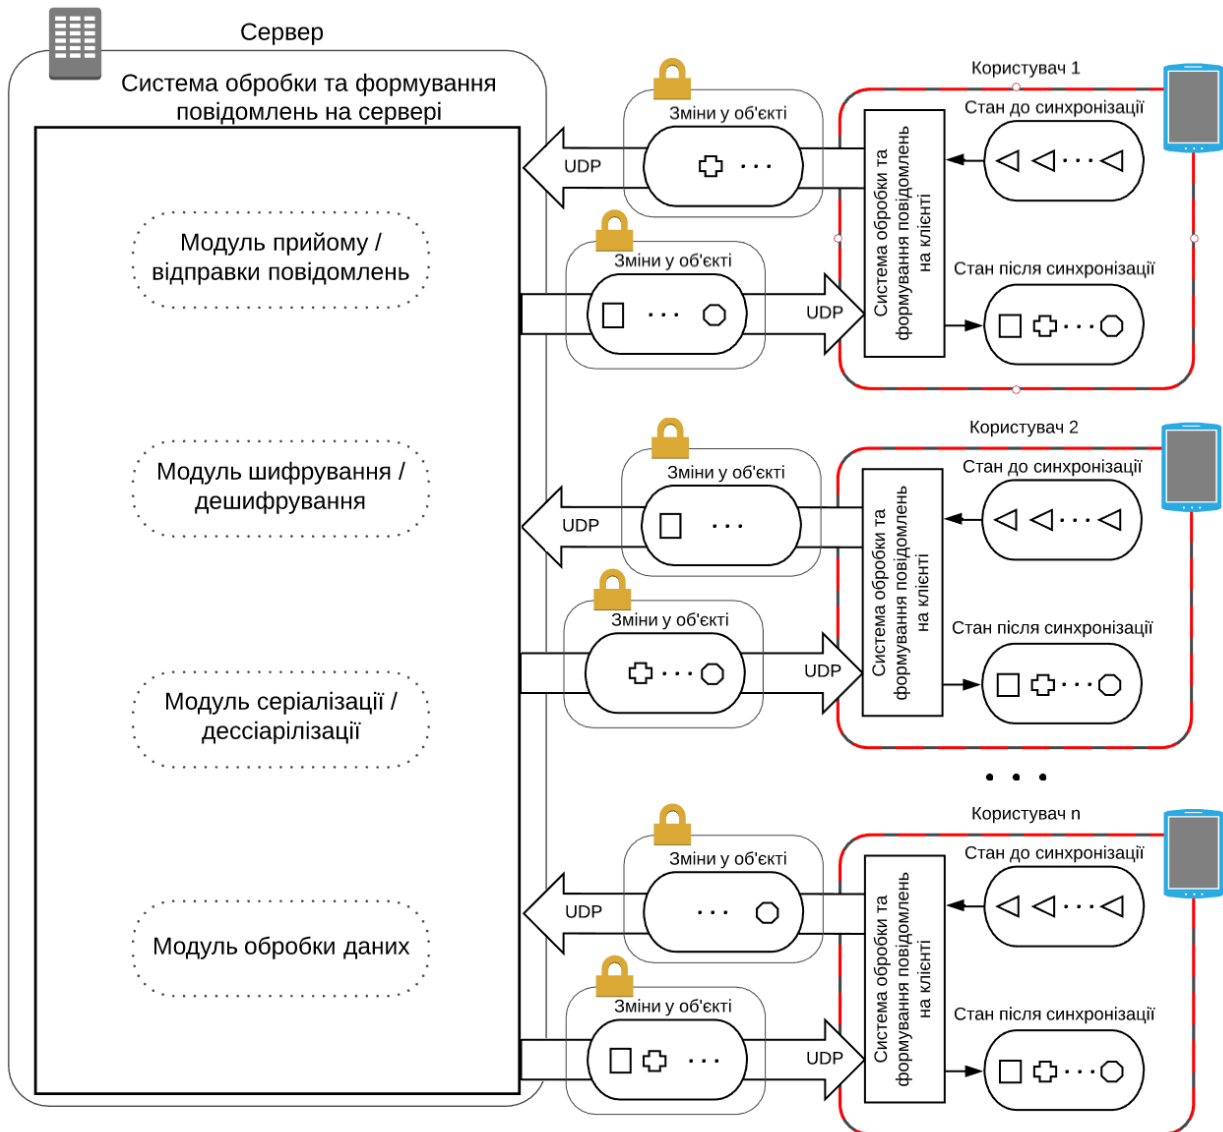 Сервер
Система обробки та формування
повідомлень на сервері
Модуль прийому /
відправки повідомлень
Модуль шифрування /
дешифрування
Модуль серіалізації /
дессіарілізації
Модуль обробки даних
Користувач 1
Зміни у об'єкті
UDP
Зміни у об'єкті
UDP
Система обробки та
формування повідомлень
на клієнті
Стан до синхронізації
Стан після синхронізації
Користувач 2
Зміни у об'єкті
UDP
Зміни у об'єкті
UDP
Система обробки та
формування повідомлень
на клієнті
Стан до синхронізації
Стан після синхронізації
. . .
Користувач n
Зміни у об'єкті
UDP
Зміни у об'єкті
UDP
Система обробки та
формування повідомлень
на клієнті
Стан до синхронізації
Стан після синхронізації